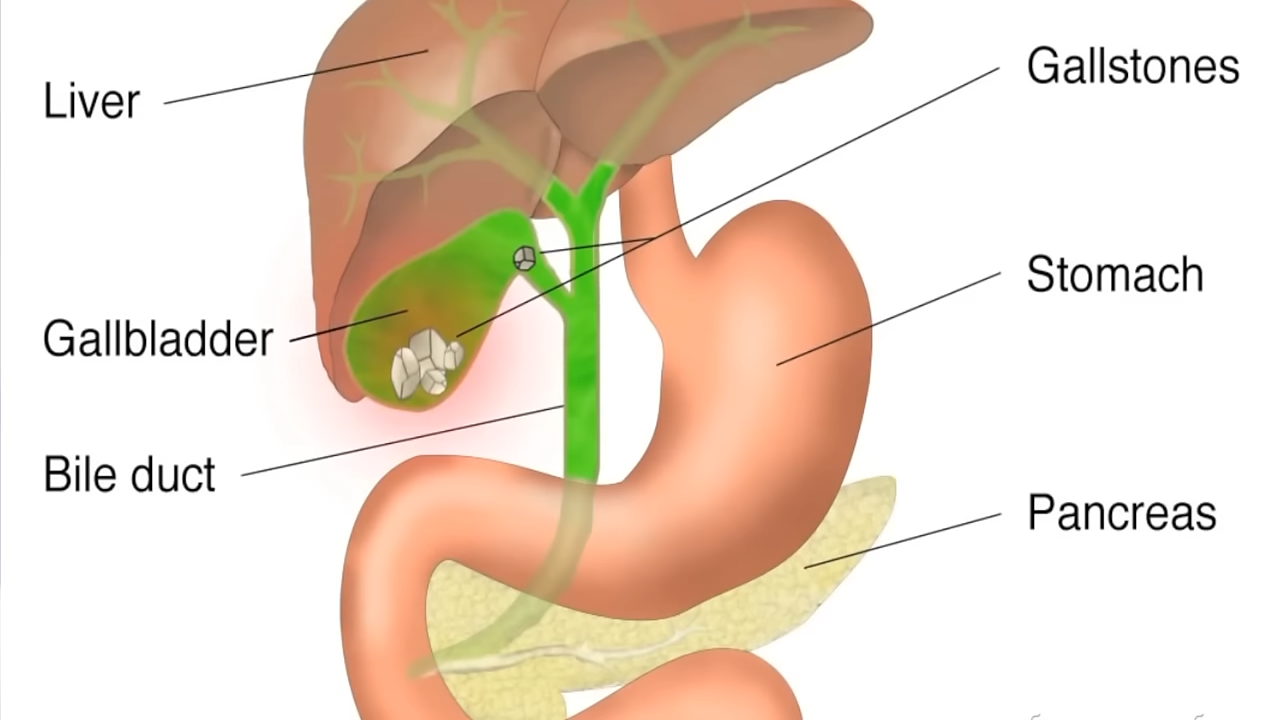 Liver
Gallstones
Stomach
Gallbladder
Bile duct
Pancreas